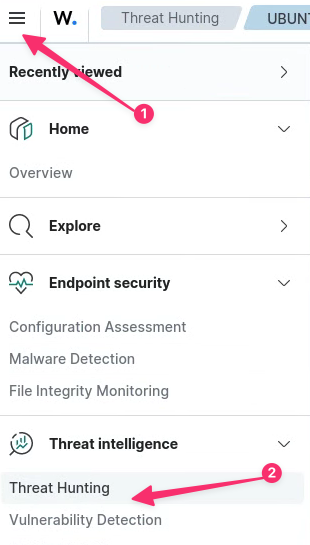 W. Threat Hunting UBUNT
Recently viewed
1
Home
Overview
Explore
Endpoint security
Configuration Assessment
Malware Detection
File Integrity Monitoring
Threat intelligence
2
Threat Hunting
Vulnerability Detection